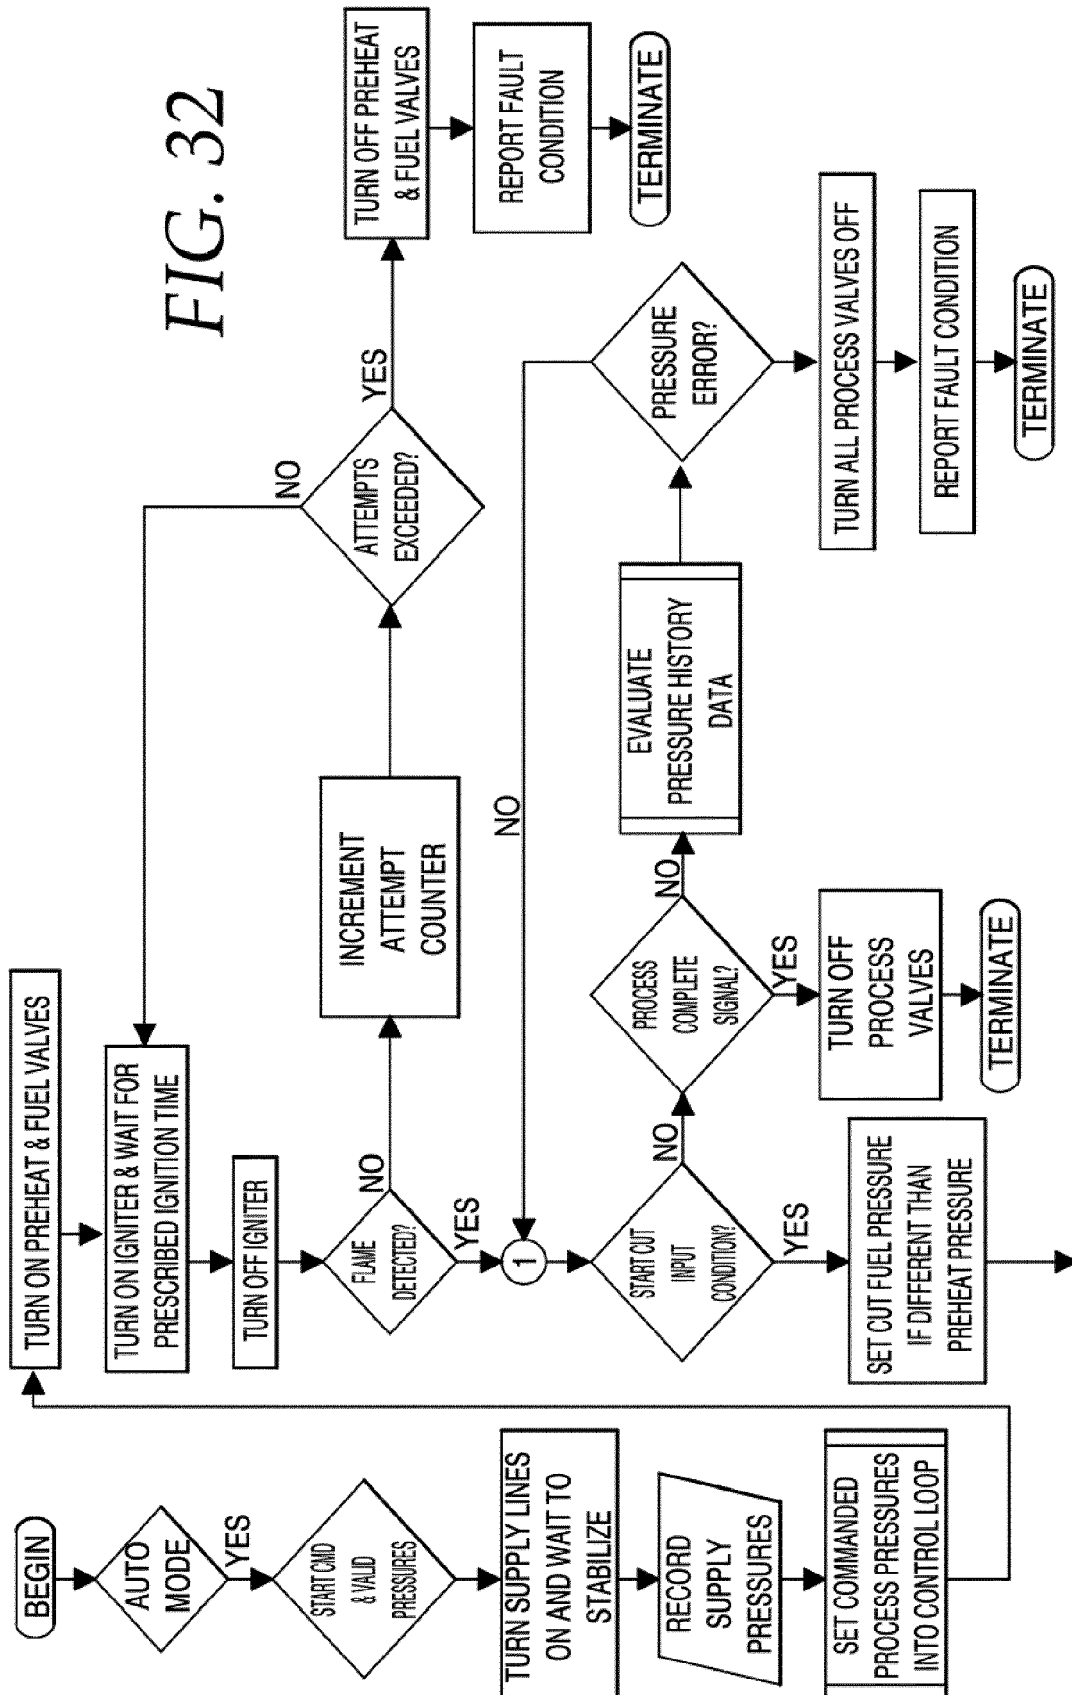 FIG. 32
BEGIN
AUTO
MODE
YES
START CMD
& VALID
PRESSURES
TURN SUPPLY LINES
ON AND WAIT TO
STABILIZE
RECORD
SUPPLY
PRESSURES
SET COMMANDED
PROCESS PRESSURES
INTO CONTROL LOOP
TURN ON PREHEAT & FUEL VALVES
TURN ON IGNITER & WAIT FOR
PRESCRIBED IGNITION TIME
TURN OFF IGNITER
FLAME
DETECTED?
NO
YES
INCREMENT
ATTEMPT
COUNTER
ATTEMPTS
EXCEEDED?
NO
YES
TURN OFF PREHEAT
& FUEL VALVES
REPORT FAULT
CONDITION
TERMINATE
1
NO
START CUT
INPUT
CONDITION?
NO
YES
SET CUT FUEL PRESSURE
IF DIFFERENT THAN
PREHEAT PRESSURE
PROCESS
COMPLETE
SIGNAL?
NO
YES
TURN OFF
PROCESS
VALVES
TERMINATE
EVALUATE
PRESSURE HISTORY
DATA
PRESSURE
ERROR?
TURN ALL PROCESS VALVES OFF
REPORT FAULT CONDITION
TERMINATE